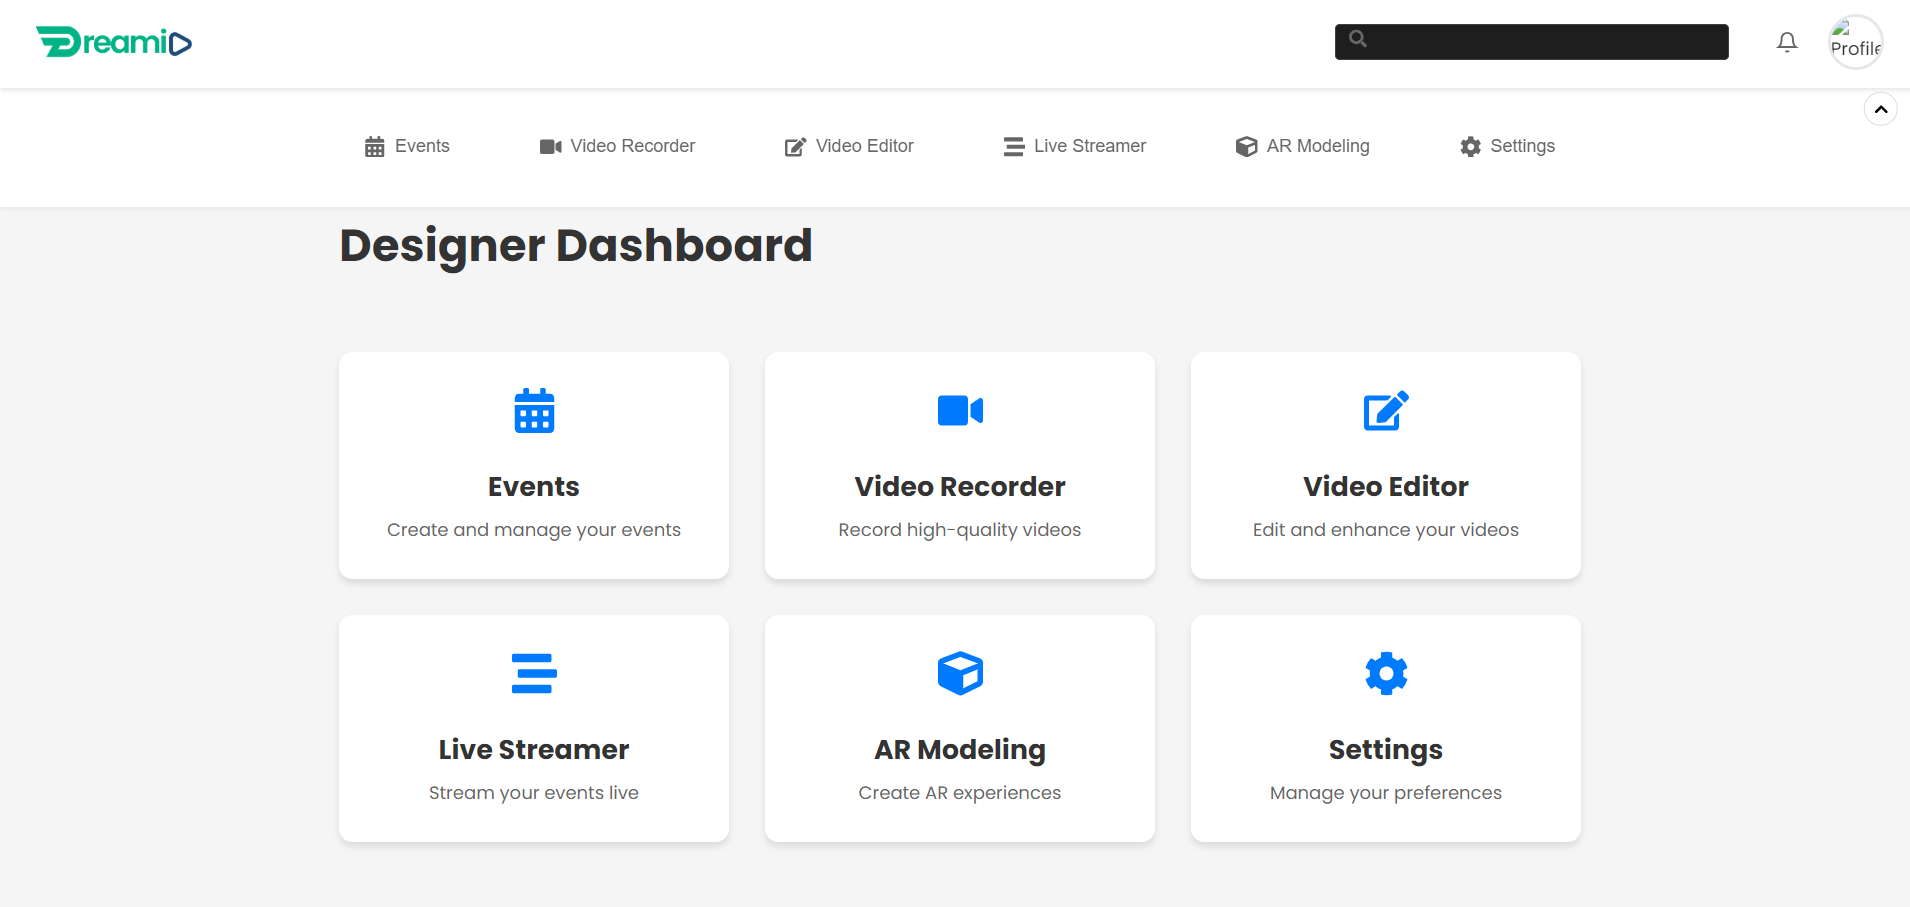 Dreami
Profile
Events
Video Recorder
Video Editor
Live Streamer
AR Modeling
Settings
Designer Dashboard
Events
Create and manage your events
Video Recorder
Record high-quality videos
Video Editor
Edit and enhance your videos
Live Streamer
Stream your events live
AR Modeling
Create AR experiences
Settings
Manage your preferences